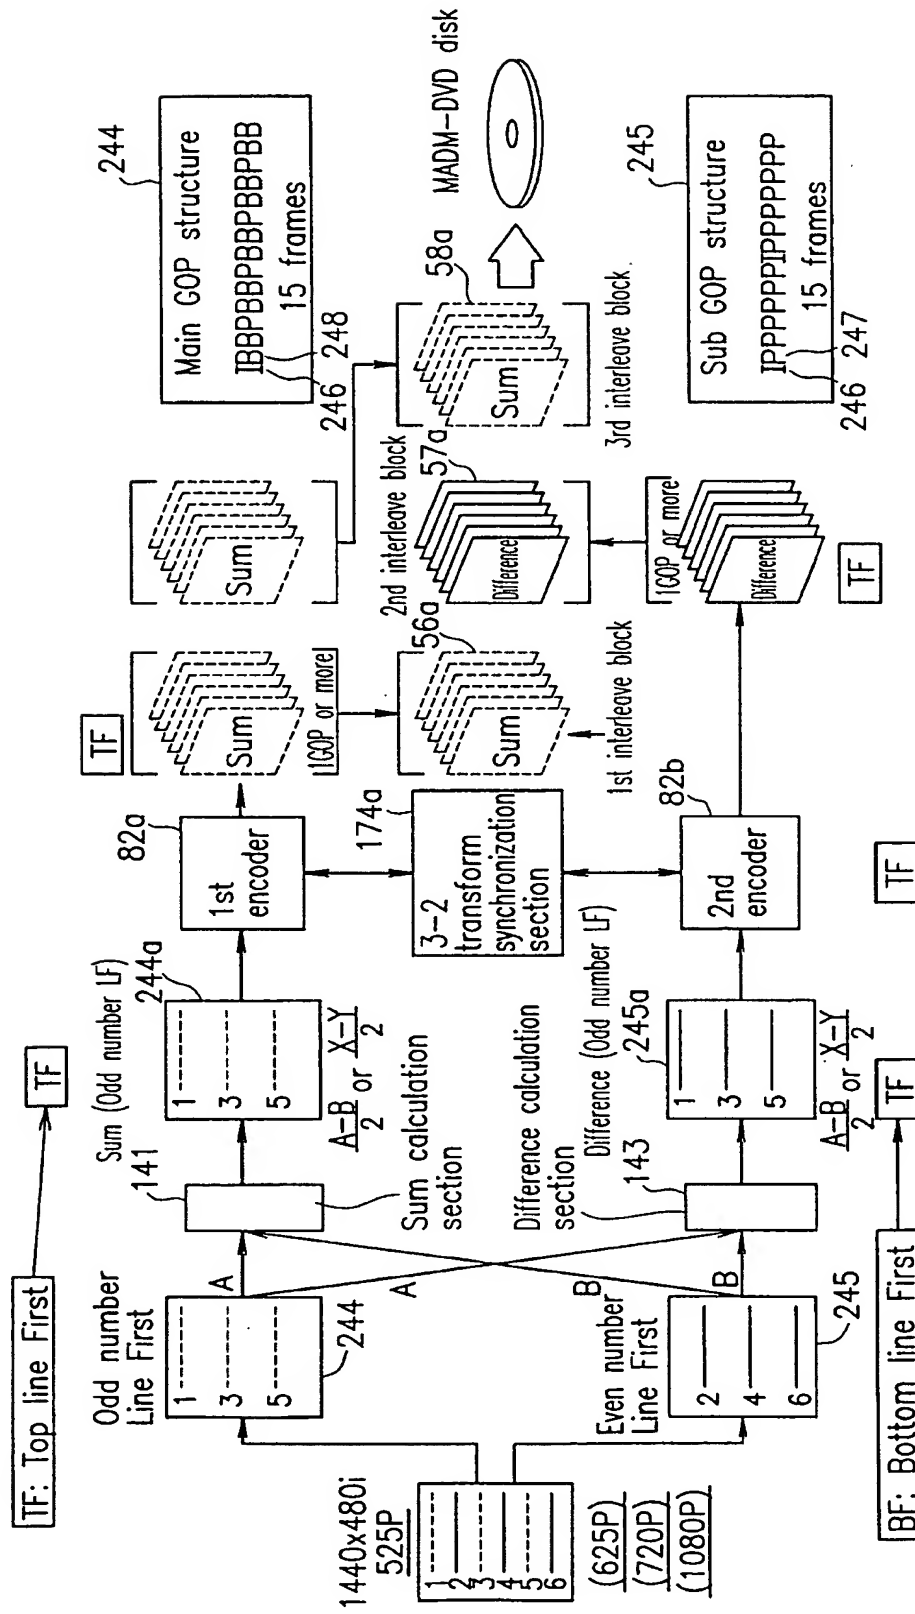 TF: Top line First
TF
1440x480i
525P
1
2
3
4
5
6
(625P)
(720P)
(1080P)
Odd number
Line First
1
3
5
244
Even number
Line First
2
4
6
245
A
A
B
B
141
Sum calculation
section
Difference calculation
section
143
Sum (Odd number LF)
244a
1
3
5
A-B
2
or
X-Y
2
Difference (Odd number LF)
245a
1
3
5
A-B
2
or
X-Y
2
82a
1st
encoder
174a
3-2
transform
synchronization
section
82b
2nd
encoder
TF
Sum
1GOP or more
Sum
56a
1st interleave block
Sum
2nd interleave block
57a
Difference
1GOP or more
Difference
TF
58a
Sum
3rd interleave block.
MADM-DVD disk
244
Main GOP structure
IBBPBBPBBPBBPBB
246
248
15 frames
245
Sub GOP structure
IPPPPPPIPPPPPPP
246
247
15 frames
BF: Bottom line First
TF
TF